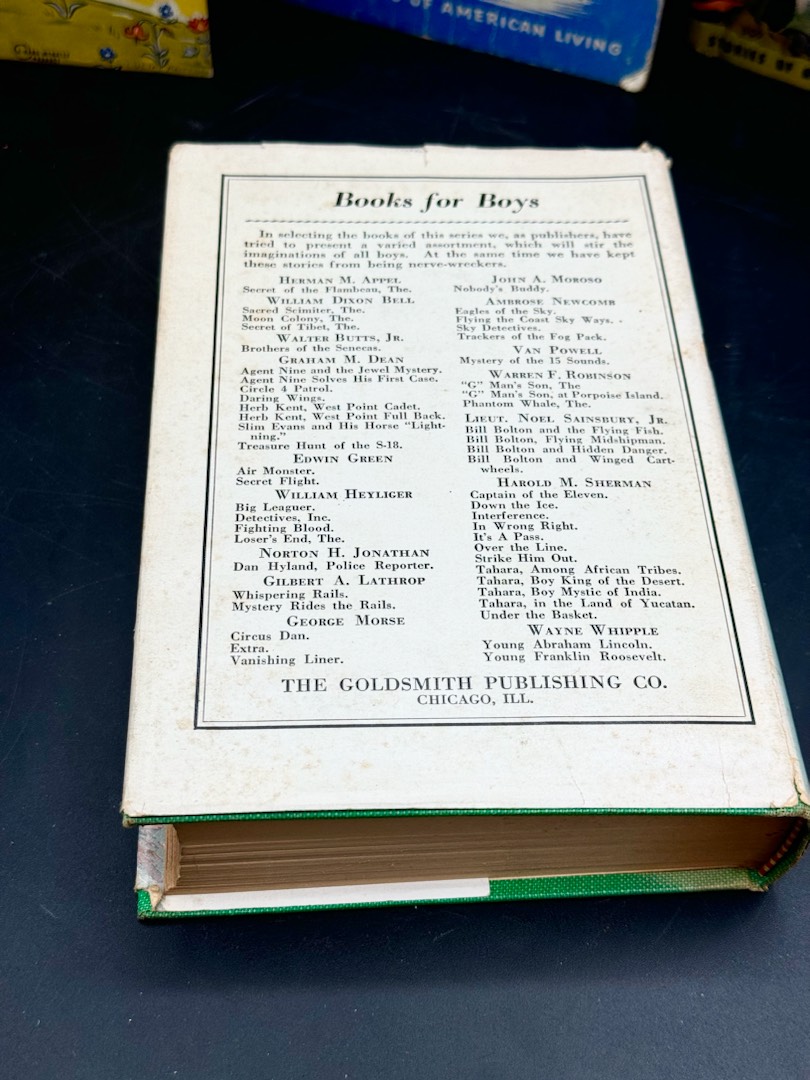 OF AMERICAN LIVING
STORIES OF
Books for Boys
In selecting the books of this series we, as publishers, have
tried to present a varied assortment, which will stir the
imaginations of all boys. At the same time we have kept
these stories from being nerve-wreckers.
HERMAN M. APPEL
Secret of the Flambeau, The.
WILLIAM DIXON BELL
Sacred Scimiter, The.
Moon Colony, The.
Secret of Tibet, The.
WALTER BUTTS, JR.
Brothers of the Senecas.
GRAHAM M. DEAN
Agent Nine and the Jewel Mystery.
Agent Nine Solves His First Case.
Circle 4 Patrol.
Daring Wings.
Herb Kent, West Point Cadet.
Herb Kent, West Point Full Back.
Slim Evans and His Horse "Light-
ning."
Treasure Hunt of the S-18.
EDWIN GREEN
Air Monster.
Secret Flight.
WILLIAM HEYLIGER
Big Leaguer.
Detectives, Inc.
Fighting Blood.
Loser's End, The.
NORTON H. JONATHAN
Dan Hyland, Police Reporter.
GILBERT A. LATHROP
Whispering Rails.
Mystery Rides the Rails.
GEORGE MORSE
Circus Dan.
Extra.
Vanishing Liner.
JOHN A. MOROSO
Nobody's Buddy.
AMBROSE NEWCOMB
Eagles of the Sky.
Flying the Coast Sky Ways.
Sky Detectives.
Trackers of the Fog Pack.
VAN POWELL
Mystery of the 15 Sounds.
WARREN F. ROBINSON
"G" Man's Son, The
"G" Man's Son, at Porpoise Island.
Phantom Whale, The.
LIEUT. NOEL SAINSBURY, JR.
Bill Bolton and the Flying Fish.
Bill Bolton, Flying Midshipman.
Bill Bolton and Hidden Danger.
Bill Bolton and Winged Cart-
wheels.
HAROLD M. SHERMAN
Captain of the Eleven.
Down the Ice.
Interference.
In Wrong Right.
It's A Pass.
Over the Line.
Strike Him Out.
Tahara, Among African Tribes.
Tahara, Boy King of the Desert.
Tahara, Boy Mystic of India.
Tahara, in the Land of Yucatan.
Under the Basket.
WAYNE WHIPPLE
Young Abraham Lincoln.
Young Franklin Roosevelt.
THE GOLDSMITH PUBLISHING CO.
CHICAGO, ILL.